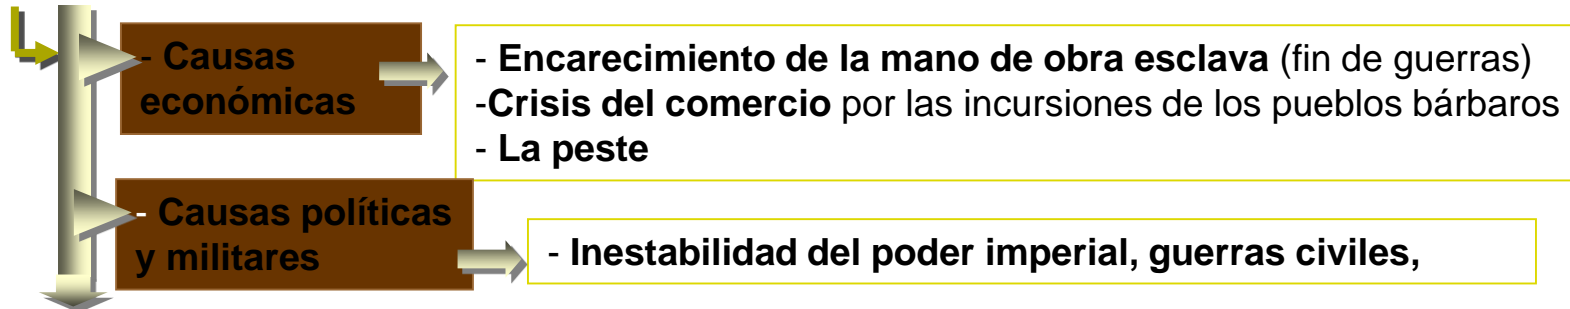 - Causas
económicas
- Encarecimiento de la mano de obra esclava (fin de guerras)
-Crisis del comercio por las incursiones de los pueblos bárbaros
- La peste
- Causas políticas
y militares
- Inestabilidad del poder imperial, guerras civiles,